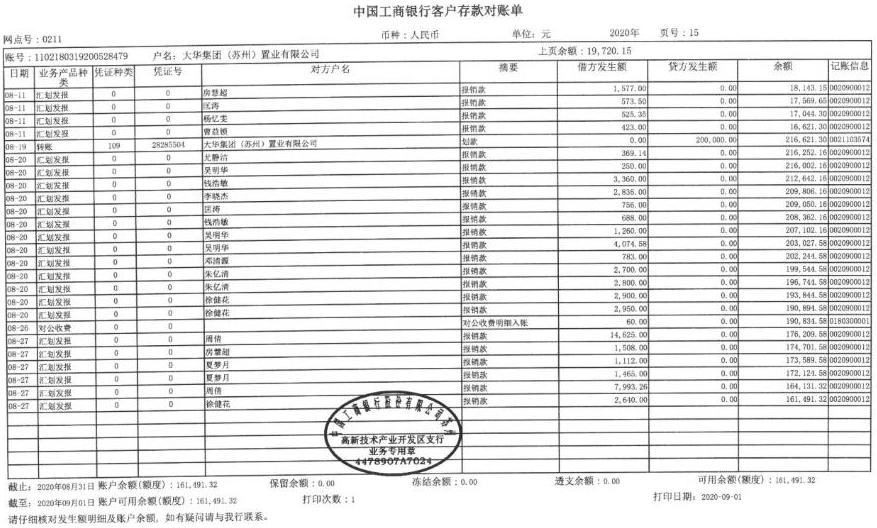 中国工商银行客户存款对账单
网点号：0211 币种：人民币 单位：元 2020年 页号：15
账号：1102180319200528479 户名：大华集团（苏州）置业有限公司 上页余额：19,720.15
日期 业务产品种类 凭证种类 凭证号 对方户名 摘要 借方发生额 贷方发生额 余额 记账信息
08-11 汇划发报 0 0 房慧超 报销款 1,577.00 0.00 18,143.15 0020900012
08-11 汇划发报 0 0 匡涛 报销款 573.50 0.00 17,569.65 0020900012
08-11 汇划发报 0 0 杨忆雯 报销款 525.35 0.00 17,044.30 0020900012
08-11 汇划发报 0 0 曹益锁 报销款 423.00 0.00 16,621.30 0020900012
08-19 转账 109 28285504 大华集团（苏州）置业有限公司 划款 0.00 200,000.00 216,621.30 0021103574
08-20 汇划发报 0 0 尤静洁 报销款 369.14 0.00 216,252.16 0020900012
08-20 汇划发报 0 0 吴明华 报销款 250.00 0.00 216,002.16 0020900012
08-20 汇划发报 0 0 钱浩敏 报销款 3,360.00 0.00 212,642.16 0020900012
08-20 汇划发报 0 0 李晓杰 报销款 2,836.00 0.00 209,806.16 0020900012
08-20 汇划发报 0 0 匡涛 报销款 756.00 0.00 209,050.16 0020900012
08-20 汇划发报 0 0 钱浩敏 报销款 688.00 0.00 208,362.16 0020900012
08-20 汇划发报 0 0 吴明华 报销款 1,260.00 0.00 207,102.16 0020900012
08-20 汇划发报 0 0 吴明华 报销款 4,074.58 0.00 203,027.58 0020900012
08-20 汇划发报 0 0 邓清源 报销款 783.00 0.00 202,244.58 0020900012
08-20 汇划发报 0 0 朱亿清 报销款 2,700.00 0.00 199,544.58 0020900012
08-20 汇划发报 0 0 朱亿清 报销款 2,800.00 0.00 196,744.58 0020900012
08-20 汇划发报 0 0 徐健花 报销款 2,900.00 0.00 193,844.58 0020900012
08-20 汇划发报 0 0 徐健花 报销款 2,950.00 0.00 190,894.58 0020900012
08-26 对公收费 0 0 对公收费明细入账 60.00 0.00 190,834.58 0180300001
08-27 汇划发报 0 0 周倩 报销款 14,625.00 0.00 176,209.58 0020900012
08-27 汇划发报 0 0 房慧超 报销款 1,508.00 0.00 174,701.58 0020900012
08-27 汇划发报 0 0 夏梦月 报销款 1,112.00 0.00 173,589.58 0020900012
08-27 汇划发报 0 0 夏梦月 报销款 1,465.00 0.00 172,124.58 0020900012
08-27 汇划发报 0 0 周倩 报销款 7,993.26 0.00 164,131.32 0020900012
08-27 汇划发报 0 0 徐健花 报销款 2,640.00 0.00 161,491.32 0020900012
中国工商银行股份有限公司苏州
高新技术产业开发区支行
业务专用章
4478907A7024
截止：2020年08月31日 账户余额(额度)：161,491.32 保留余额：0.00 冻结余额：0.00 透支余额：0.00 可用余额(额度)：161,491.32
截至：2020年09月01日 账户可用余额(额度)：161,491.32 打印次数：1 打印日期：2020-09-01
请仔细核对发生额明细及账户余额，如有疑问请与我行联系。